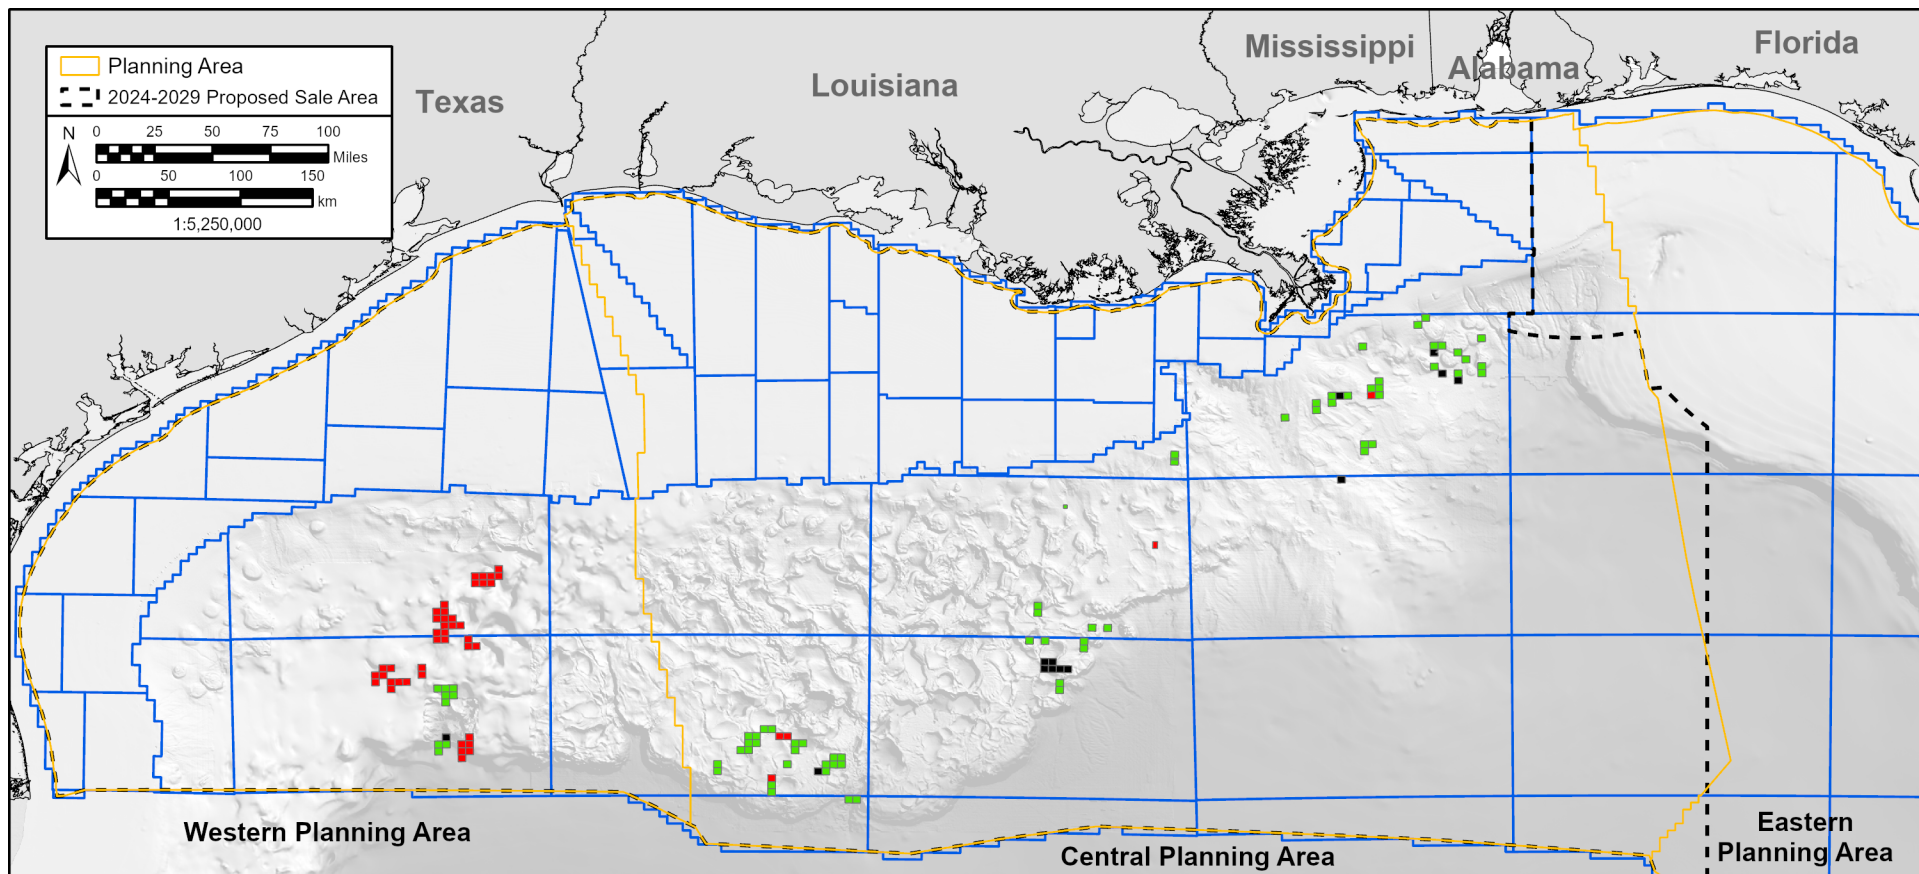 Planning Area
2024-2029 Proposed Sale Area
N
0 25 50 75 100
Miles
0 50 100 150
km
1:5,250,000
Texas
Louisiana
Mississippi
Alabama
Florida
Western Planning Area
Central Planning Area
Eastern
Planning Area